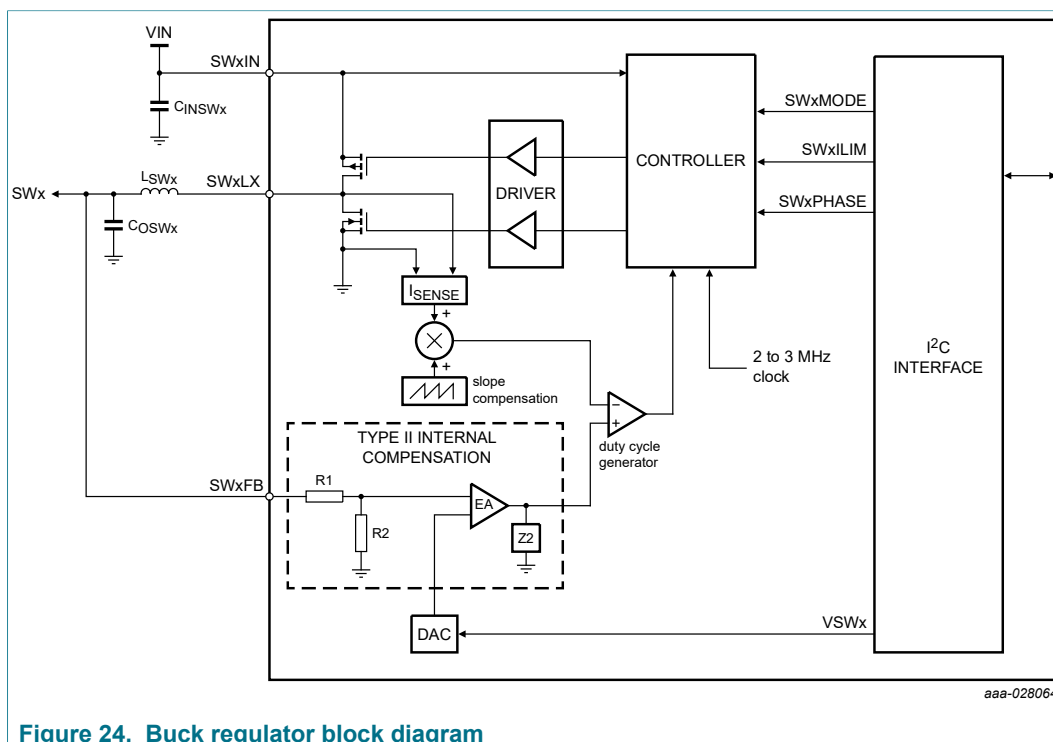 VIN
SWxIN
CINSWx
SWx
LSWx
SWxLX
COSWx
DRIVER
CONTROLLER
SWxMODE
SWxILIM
SWxPHASE
I²C
INTERFACE
ISENSE
+
+
slope
compensation
2 to 3 MHz
clock
−
+
duty cycle
generator
TYPE II INTERNAL
COMPENSATION
SWxFB
R1
R2
EA
Z2
DAC
VSWx
aaa-028064
Figure 24. Buck regulator block diagram